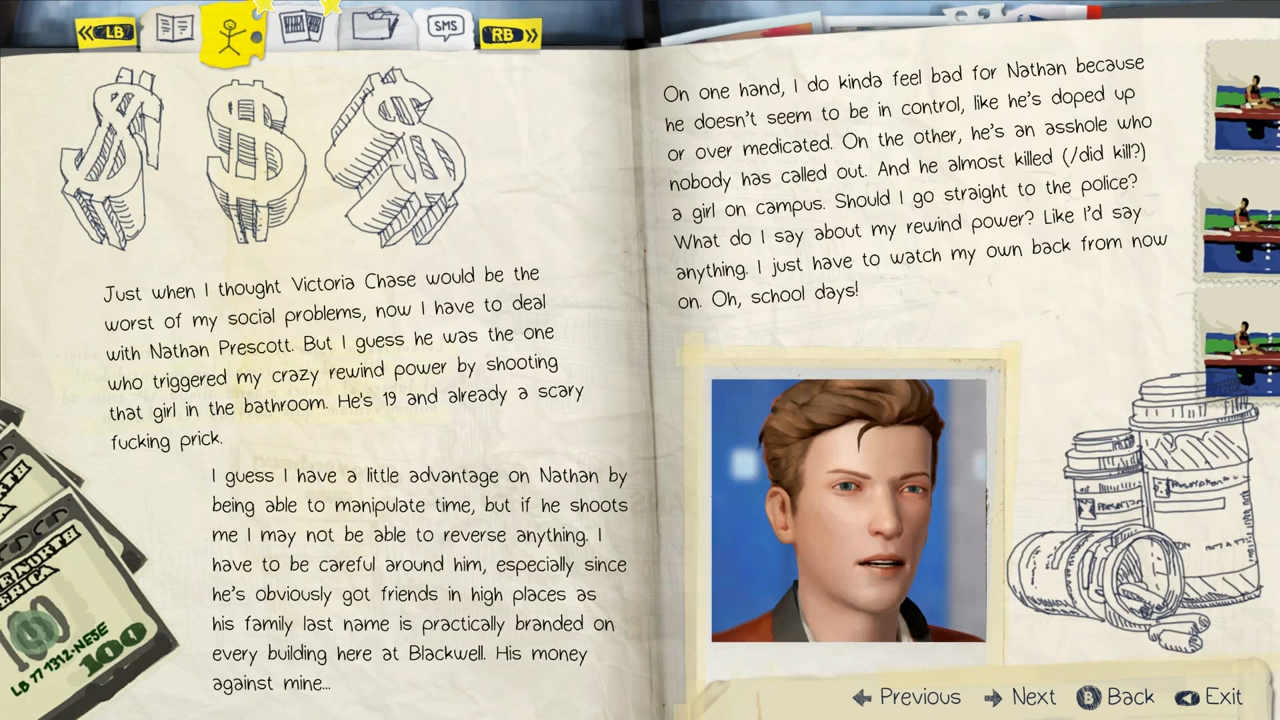 LB
SMS
RB
Just when I thought Victoria Chase would be the
worst of my social problems, now I have to deal
with Nathan Prescott. But I guess he was the one
who triggered my crazy rewind power by shooting
that girl in the bathroom. He's 19 and already a scary
fucking prick.
I guess I have a little advantage on Nathan by
being able to manipulate time, but if he shoots
me I may not be able to reverse anything. I
have to be careful around him, especially since
he's obviously got friends in high places as
his family last name is practically branded on
every building here at Blackwell. His money
against mine...
LB 77 1312-NESE
100
On one hand, I do kinda feel bad for Nathan because
he doesn't seem to be in control, like he's doped up
or over medicated. On the other, he's an asshole who
nobody has called out. And he almost killed (/did kill?)
a girl on campus. Should I go straight to the police?
What do I say about my rewind power? Like I'd say
anything. I just have to watch my own back from now
on. Oh, school days!
Previous
Next
B Back
Exit